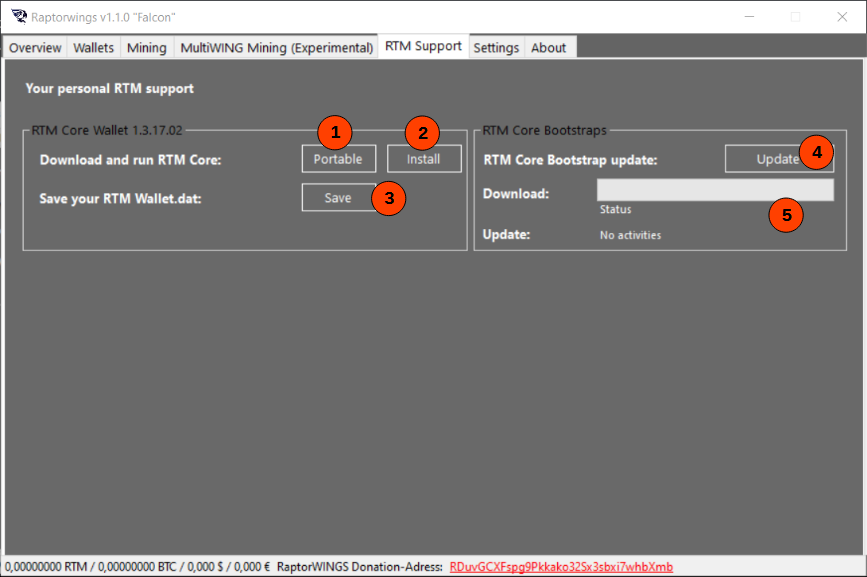 Raptorwings v1.1.0 "Falcon"
Overview Wallets Mining MultiWING Mining (Experimental) RTM Support Settings About
Your personal RTM support
RTM Core Wallet 1.3.17.02
1
2
Download and run RTM Core: Portable Install
Save your RTM Wallet.dat: Save 3
RTM Core Bootstraps
RTM Core Bootstrap update: Update 4
Download:
Status
5
Update: No activities
0,00000000 RTM / 0,00000000 BTC / 0,000 $ / 0,000 € RaptorWINGS Donation-Adress: RDuvGCXFspg9Pkkako32Sx3sbxi7whbXmb